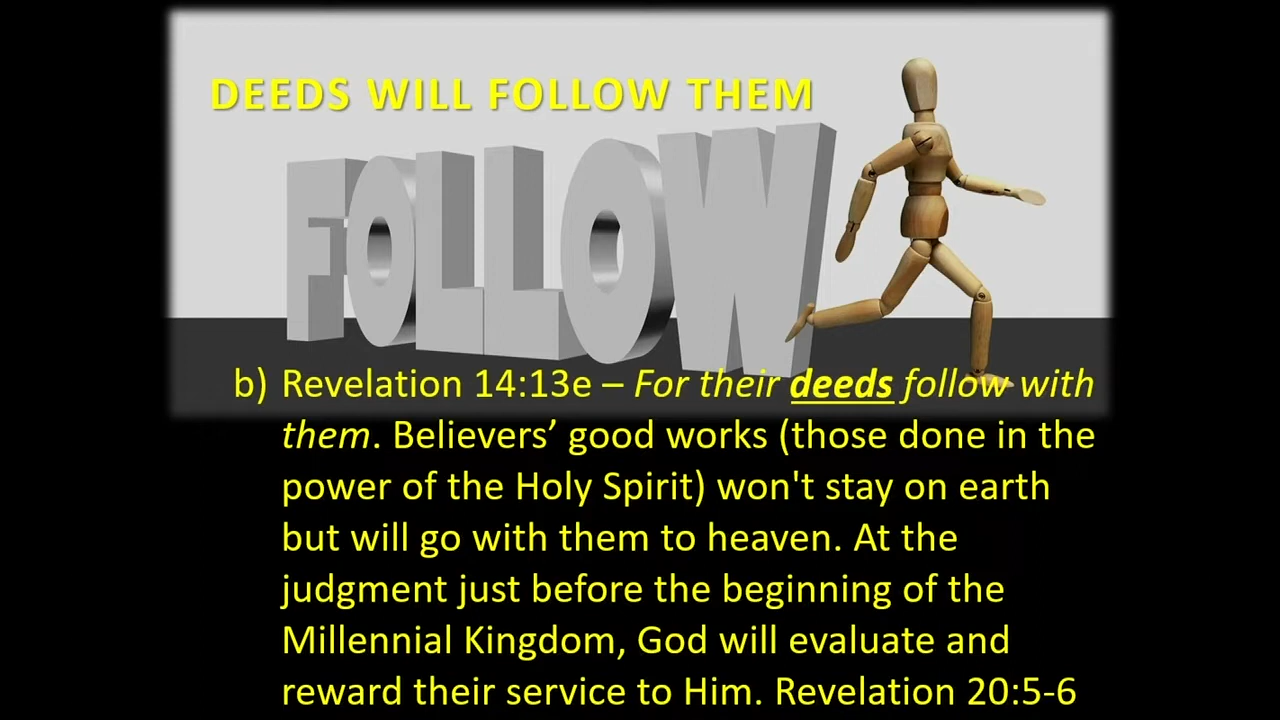 DEEDS WILL FOLLOW THEM
FOLLOW
b) Revelation 14:13e – For their deeds follow with
them. Believers’ good works (those done in the
power of the Holy Spirit) won't stay on earth
but will go with them to heaven. At the
judgment just before the beginning of the
Millennial Kingdom, God will evaluate and
reward their service to Him. Revelation 20:5-6